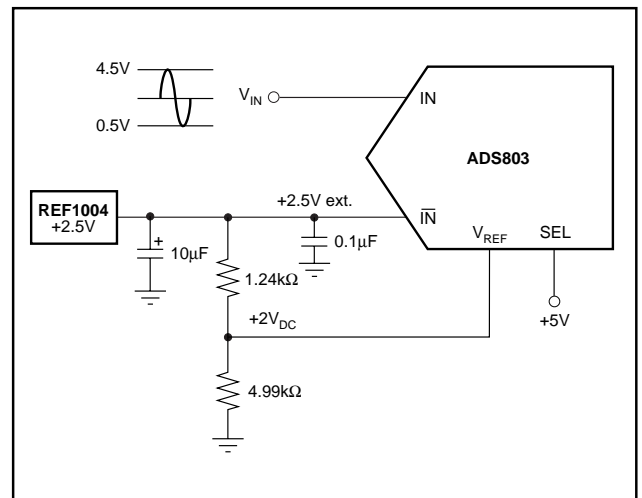 4.5V
V_IN
IN
0.5V
ADS803
REF1004
+2.5V
+2.5V ext.
I̅N̅
V_REF
SEL
+
10µF
0.1µF
1.24kΩ
+2V_DC
+5V
4.99kΩ